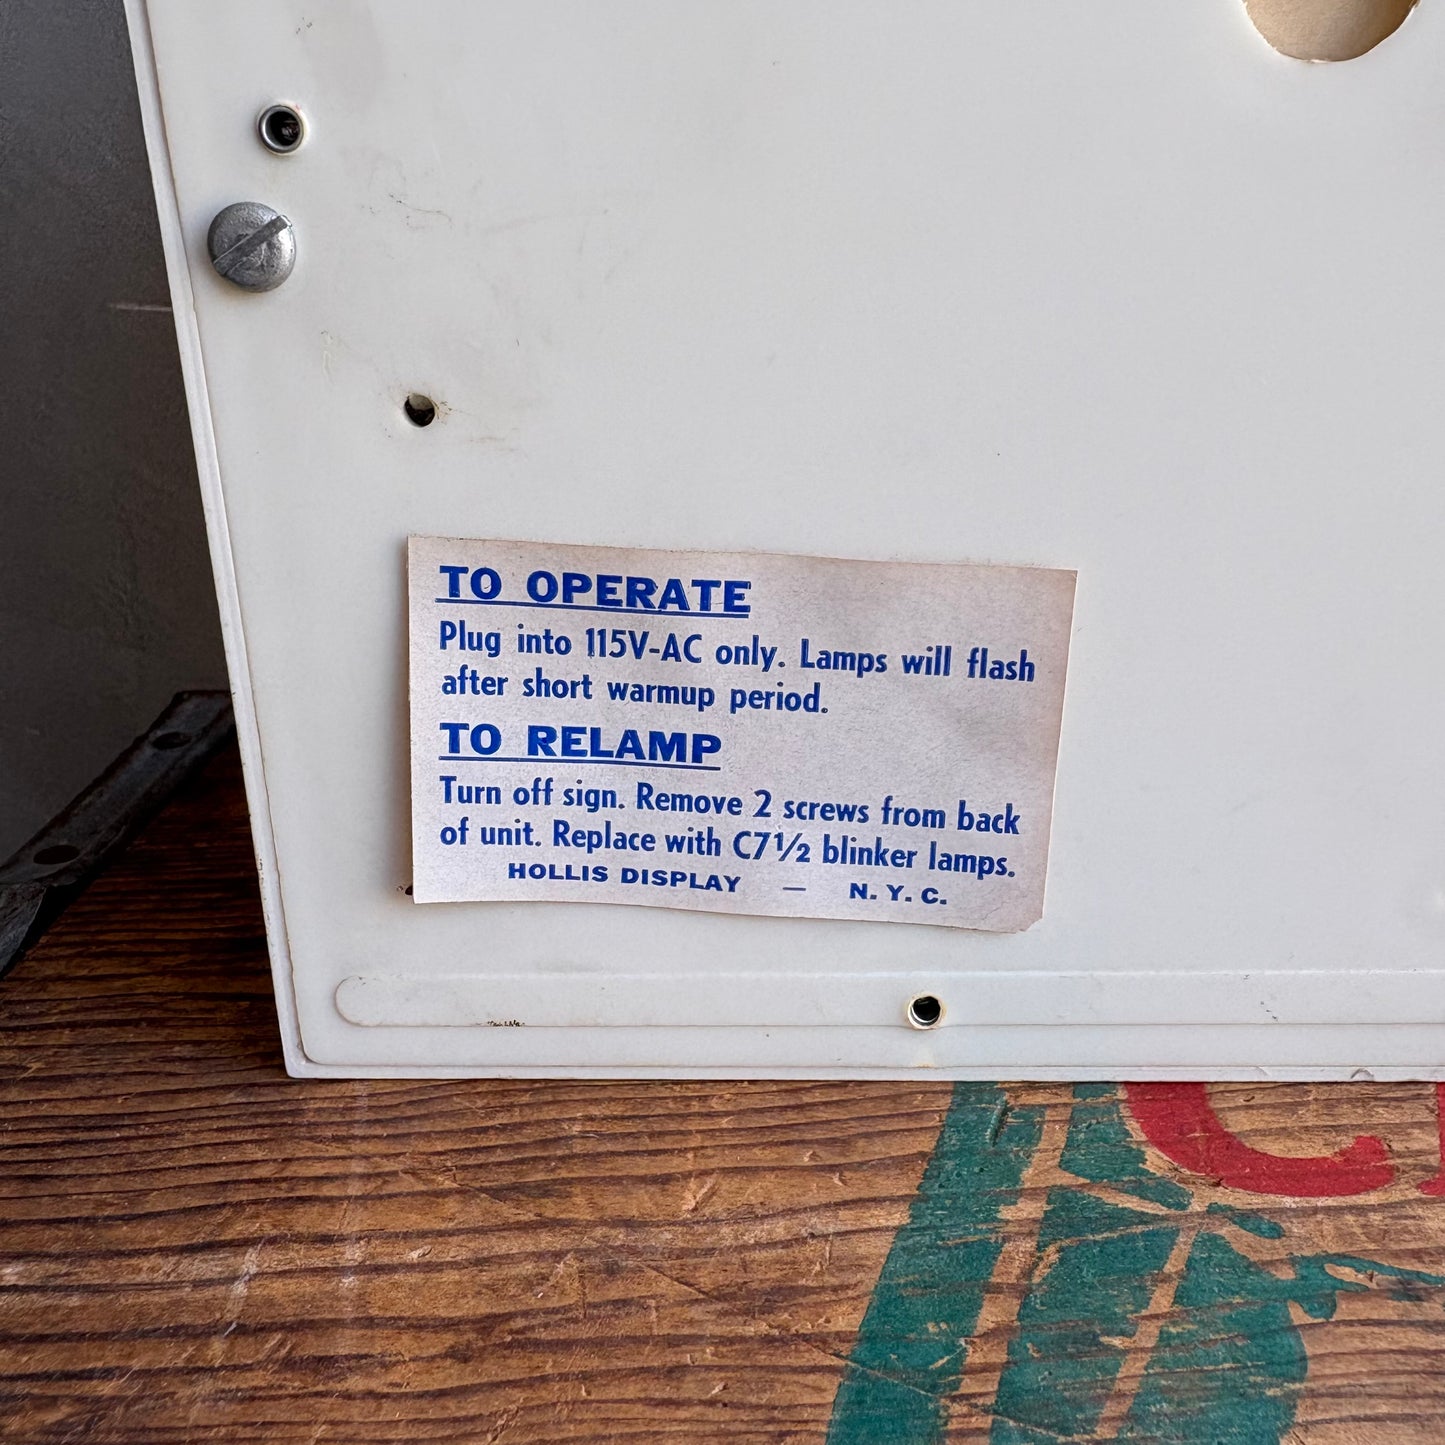 TO OPERATE
Plug into 115V-AC only. Lamps will flash
after short warmup period.
TO RELAMP
Turn off sign. Remove 2 screws from back
of unit. Replace with C7½ blinker lamps.
HOLLIS DISPLAY — N. Y. C.